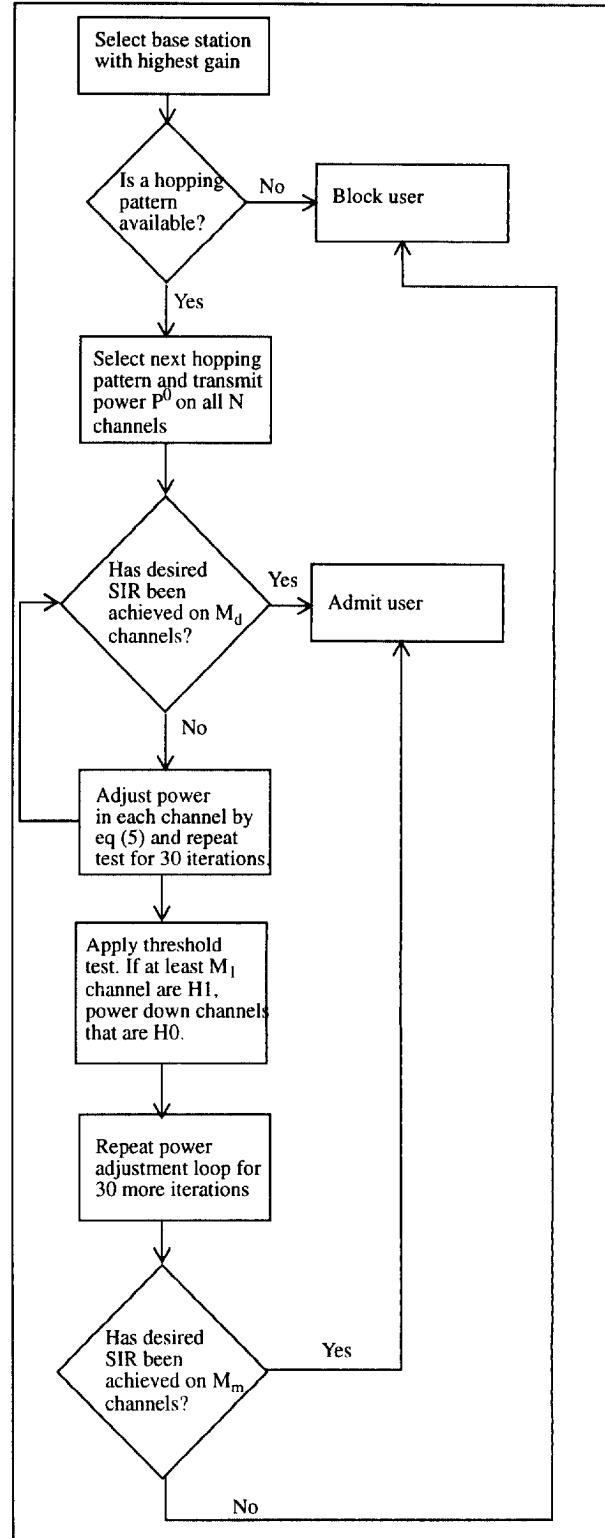 Select base station
with highest gain
Is a hopping
pattern
available?
No
Block user
Yes
Select next hopping
pattern and transmit
power P⁰ on all N
channels
Has desired
SIR been
achieved on M_d
channels?
Yes
Admit user
No
Adjust power
in each channel by
eq (5) and repeat
test for 30 iterations.
Apply threshold
test. If at least M_1
channel are H1,
power down channels
that are H0.
Repeat power
adjustment loop for
30 more iterations
Has desired
SIR been
achieved on M_m
channels?
Yes
No